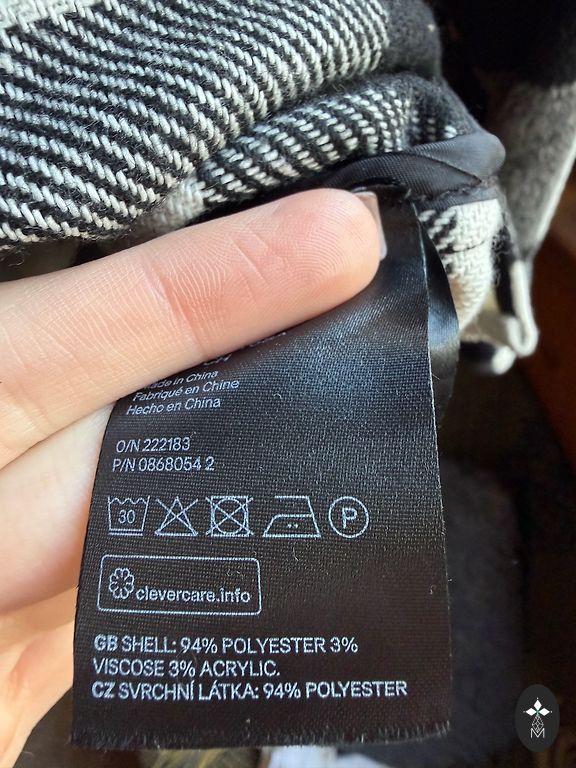 Made in China
Fabriqué en Chine
Hecho en China
O/N 222183
P/N 0868054 2
30 P
clevercare.info
GB SHELL: 94% POLYESTER 3%
VISCOSE 3% ACRYLIC.
CZ SVRCHNÍ LÁTKA: 94% POLYESTER
M